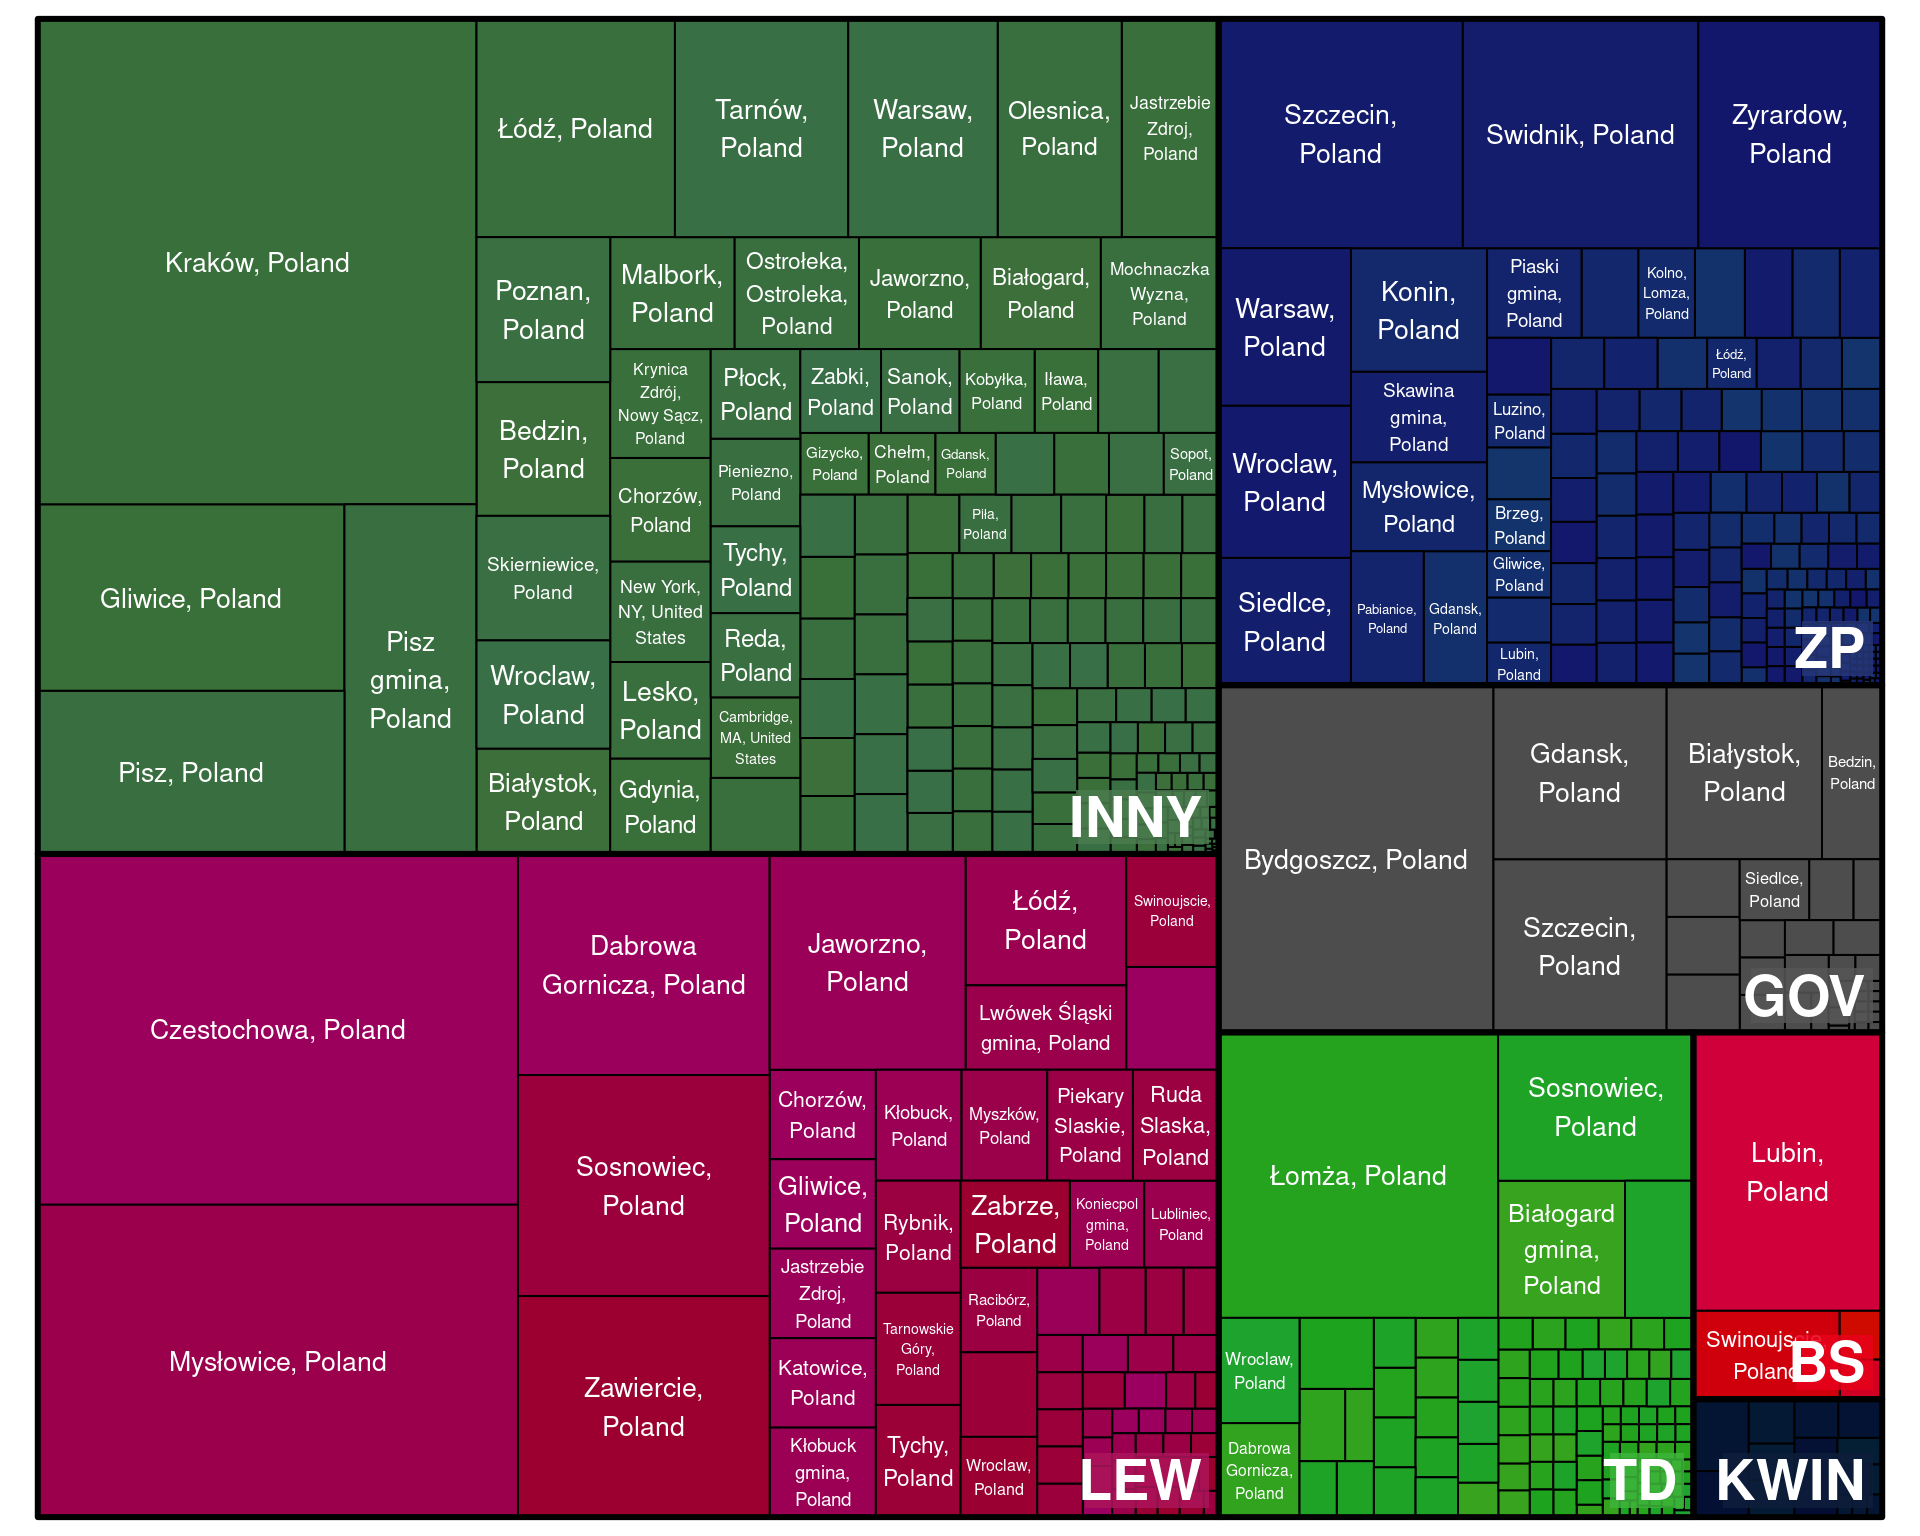 Kraków, Poland
Łódź, Poland
Tarnów,
Poland
Warsaw,
Poland
Olesnica,
Poland
Jastrzebie
Zdroj,
Poland
Poznan,
Poland
Malbork,
Poland
Ostrołeka,
Ostroleka,
Poland
Jaworzno,
Poland
Białogard,
Poland
Mochnaczka
Wyzna,
Poland
Bedzin,
Poland
Krynica
Zdrój,
Nowy Sącz,
Poland
Płock,
Poland
Zabki,
Poland
Sanok,
Poland
Kobyłka,
Poland
Iława,
Poland
Gizycko,
Poland
Chełm,
Poland
Gdansk,
Poland
Sopot,
Poland
Chorzów,
Poland
Pieniezno,
Poland
Piła,
Poland
Gliwice, Poland
Pisz
gmina,
Poland
Pisz, Poland
Skierniewice,
Poland
New York,
NY, United
States
Tychy,
Poland
Wroclaw,
Poland
Reda,
Poland
Lesko,
Poland
Cambridge,
MA, United
States
Białystok,
Poland
Gdynia,
Poland
INNY
Szczecin,
Poland
Swidnik, Poland
Zyrardow,
Poland
Warsaw,
Poland
Konin,
Poland
Piaski
gmina,
Poland
Kolno,
Lomza,
Poland
Łódź,
Poland
Skawina
gmina,
Poland
Luzino,
Poland
Wroclaw,
Poland
Mysłowice,
Poland
Brzeg,
Poland
Gliwice,
Poland
Siedlce,
Poland
Pabianice,
Poland
Gdansk,
Poland
Lubin,
Poland
ZP
Bydgoszcz, Poland
Gdansk,
Poland
Białystok,
Poland
Bedzin,
Poland
Szczecin,
Poland
Siedlce,
Poland
GOV
Czestochowa, Poland
Dabrowa
Gornicza, Poland
Jaworzno,
Poland
Łódź,
Poland
Swinoujscie,
Poland
Lwówek Śląski
gmina, Poland
Mysłowice, Poland
Sosnowiec,
Poland
Zawiercie,
Poland
Chorzów,
Poland
Kłobuck,
Poland
Myszków,
Poland
Piekary
Slaskie,
Poland
Ruda
Slaska,
Poland
Gliwice,
Poland
Rybnik,
Poland
Zabrze,
Poland
Koniecpol
gmina,
Poland
Lubliniec,
Poland
Jastrzebie
Zdroj,
Poland
Tarnowskie
Góry,
Poland
Racibórz,
Poland
Katowice,
Poland
Kłobuck
gmina,
Poland
Tychy,
Poland
Wroclaw,
Poland
LEW
Łomża, Poland
Sosnowiec,
Poland
Białogard
gmina,
Poland
Wroclaw,
Poland
Dabrowa
Gornicza,
Poland
TD
Lubin,
Poland
Swinoujscie
Poland
BS
KWIN